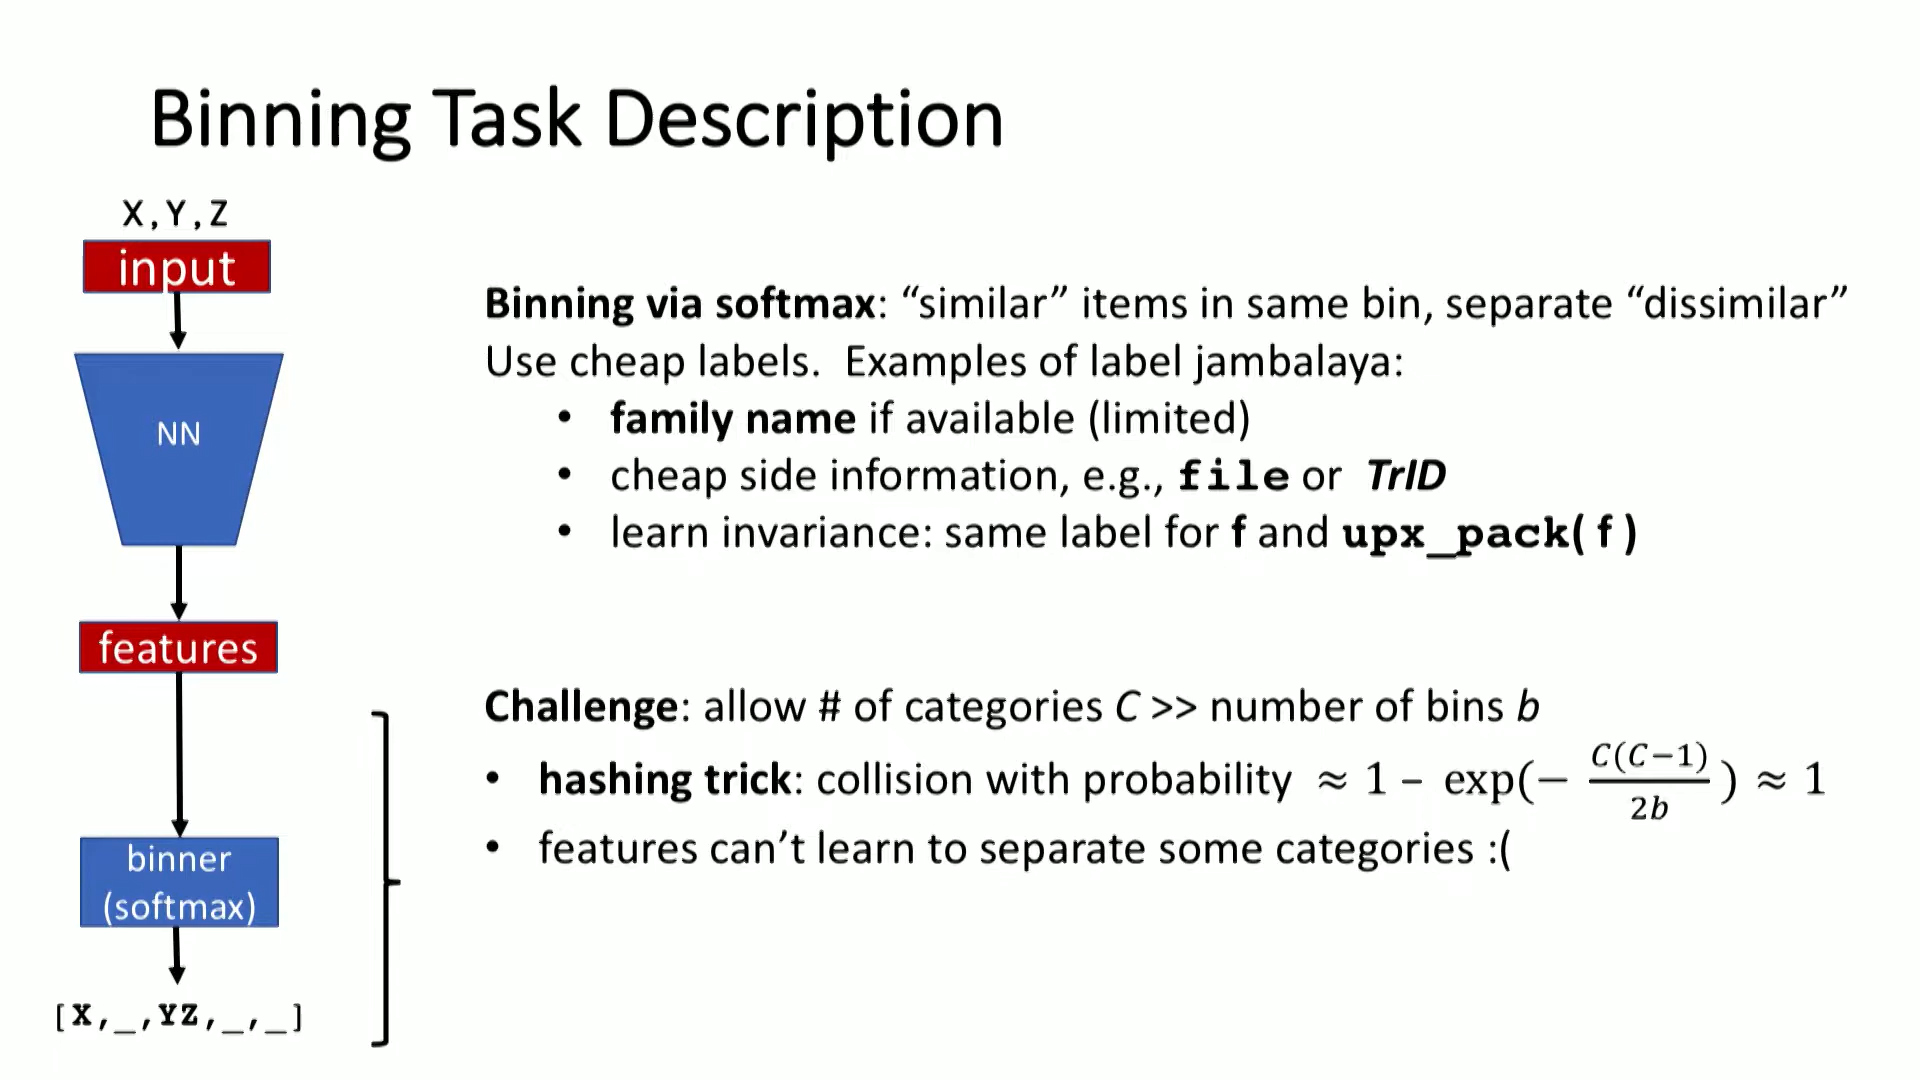 Binning Task Description
X,Y,Z
input
NN
features
binner
(softmax)
[X,_,YZ,_,_]
Binning via softmax: “similar” items in same bin, separate “dissimilar”
Use cheap labels. Examples of label jambalaya:
• family name if available (limited)
• cheap side information, e.g., file or TrID
• learn invariance: same label for f and upx_pack(f)
Challenge: allow # of categories C >> number of bins b
• hashing trick: collision with probability ≈ 1 – exp(− C(C−1)/2b) ≈ 1
• features can’t learn to separate some categories :(